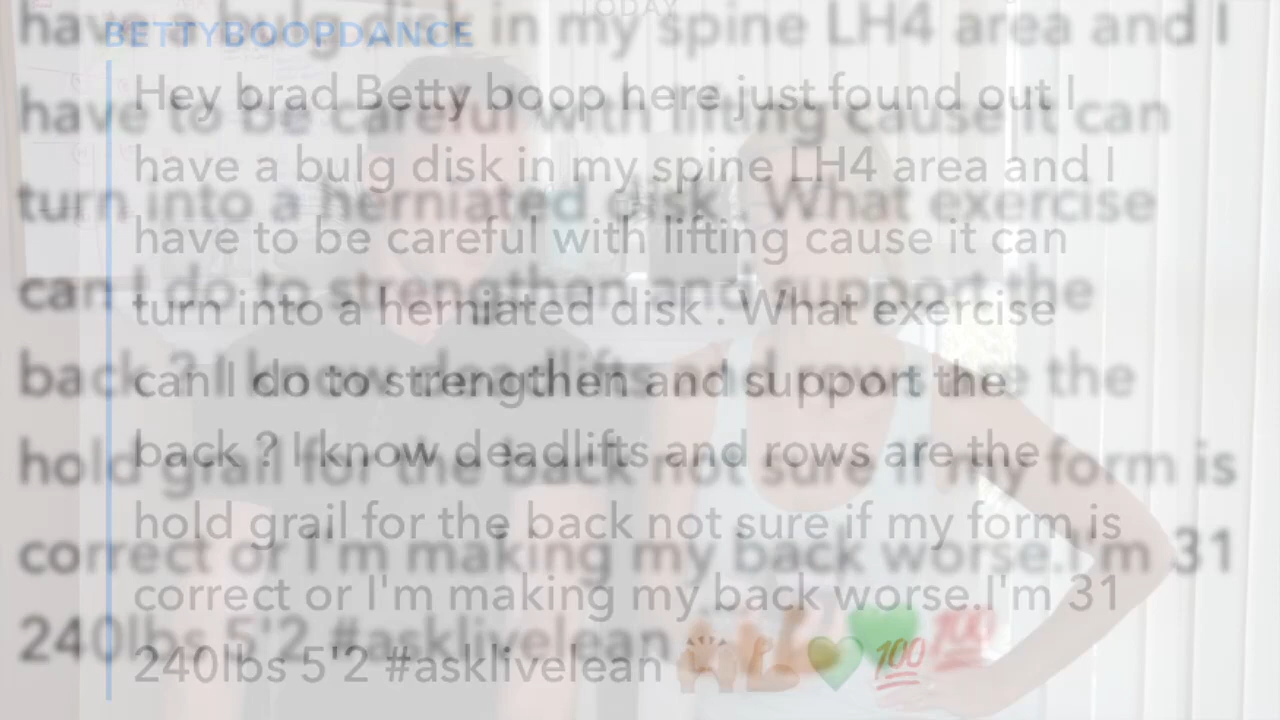 TODAY
BETTYBOOPDANCE
Hey brad Betty boop here just found out I
have a bulg disk in my spine LH4 area and I
have to be careful with lifting cause it can
turn into a herniated disk . What exercise
can I do to strengthen and support the
back ? I know deadlifts and rows are the
hold grail for the back not sure if my form is
correct or I'm making my back worse.I'm 31
240lbs 5'2 #asklivelean 🙌🏽💪🏽💚💯